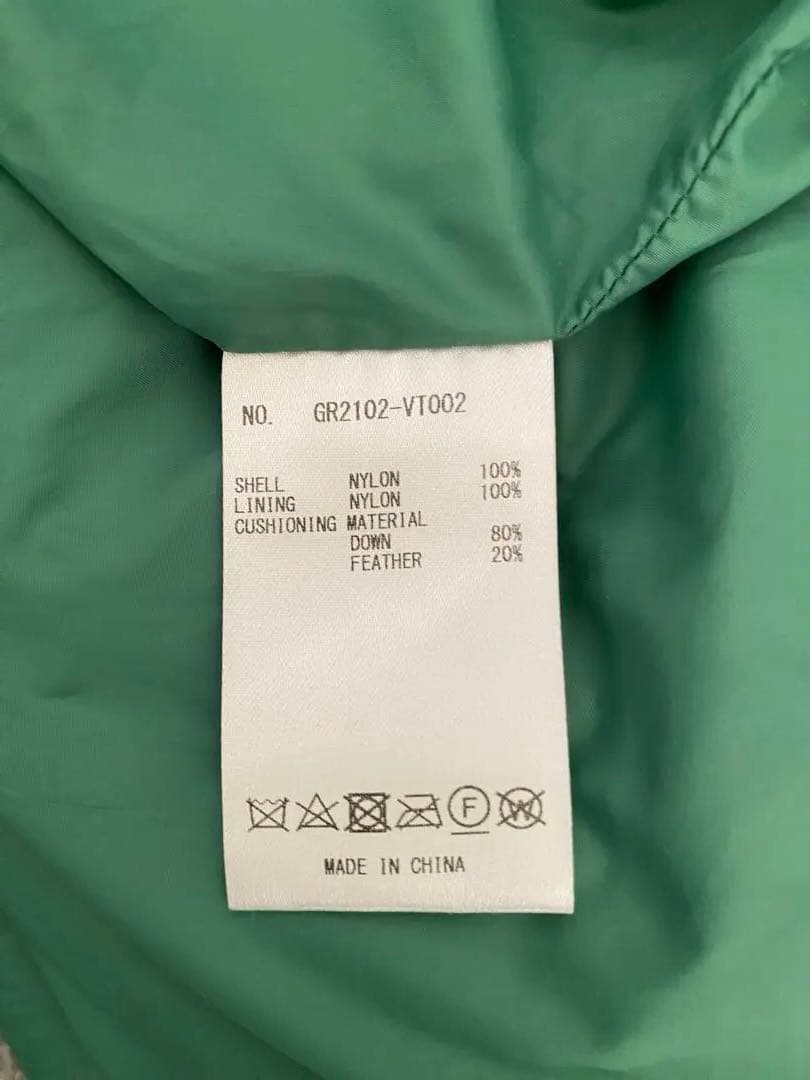 NO. GR2102-VT002
SHELL NYLON 100%
LINING NYLON 100%
CUSHIONING MATERIAL
DOWN 80%
FEATHER 20%
F W
MADE IN CHINA